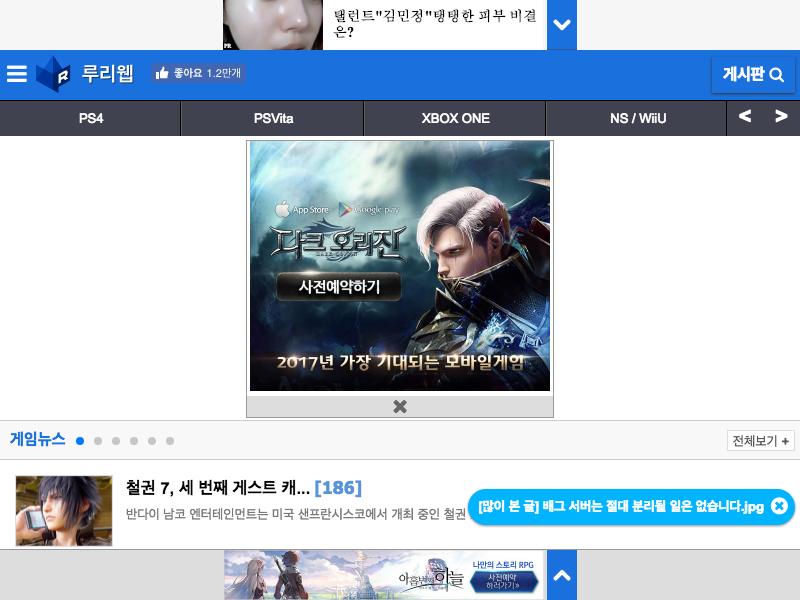 탤런트"김민정"탱탱한 피부 비결
은?
PR
루리웹
좋아요 1.2만개
게시판
PS4
PSVita
XBOX ONE
NS / WiiU
< >
App Store
Google play
다크 오리진
사전예약하기
2017년 가장 기대되는 모바일게임
게임뉴스
전체보기 +
철권 7, 세 번째 게스트 캐... [186]
반다이 남코 엔터테인먼트는 미국 샌프란시스코에서 개최 중인 철권
[많이 본 글] 배그 서버는 절대 분리될 일은 없습니다.jpg
아홉번째하늘
나만의 스토리 RPG
사전예약
하러가기»